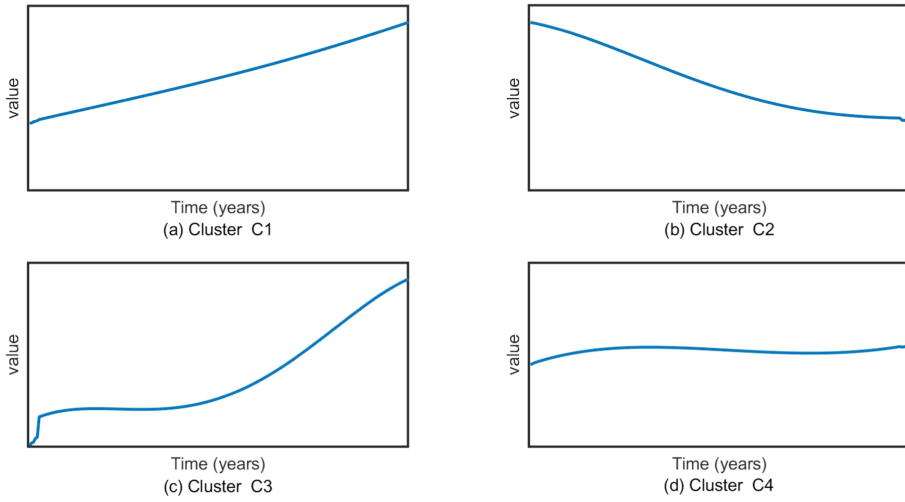 value
Time (years)
(a) Cluster C1
value
Time (years)
(b) Cluster C2
value
Time (years)
(c) Cluster C3
value
Time (years)
(d) Cluster C4